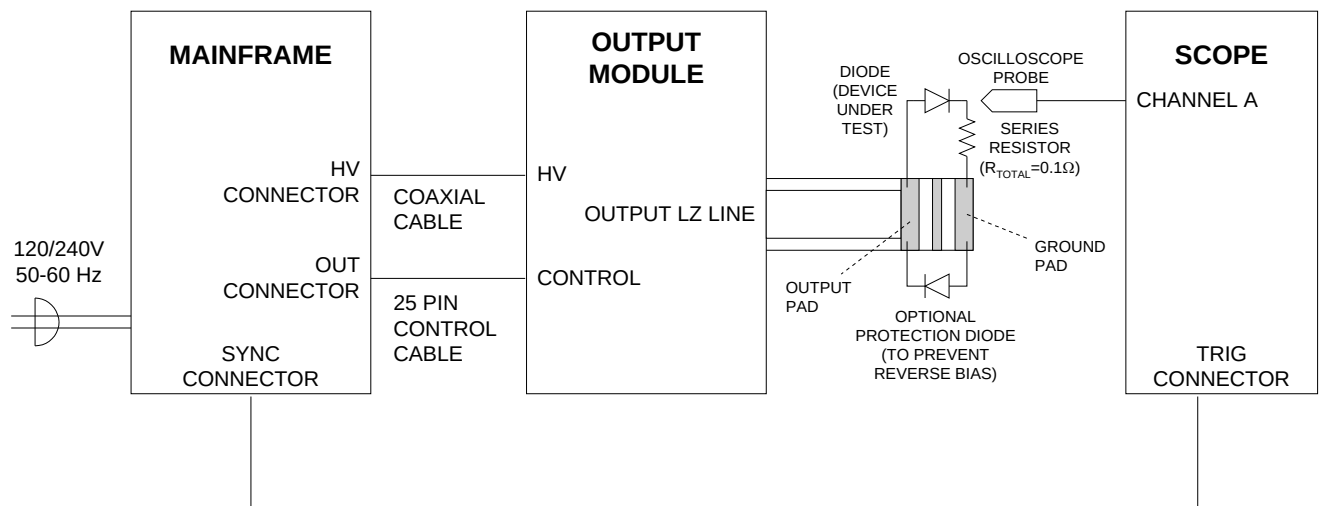 MAINFRAME
HV
CONNECTOR
OUT
CONNECTOR
SYNC
CONNECTOR
120/240V
50-60 Hz
COAXIAL
CABLE
25 PIN
CONTROL
CABLE
OUTPUT
MODULE
HV
OUTPUT LZ LINE
CONTROL
DIODE
(DEVICE
UNDER
TEST)
OSCILLOSCOPE
PROBE
SERIES
RESISTOR
(RTOTAL=0.1Ω)
GROUND
PAD
OUTPUT
PAD
OPTIONAL
PROTECTION DIODE
(TO PREVENT
REVERSE BIAS)
SCOPE
CHANNEL A
TRIG
CONNECTOR